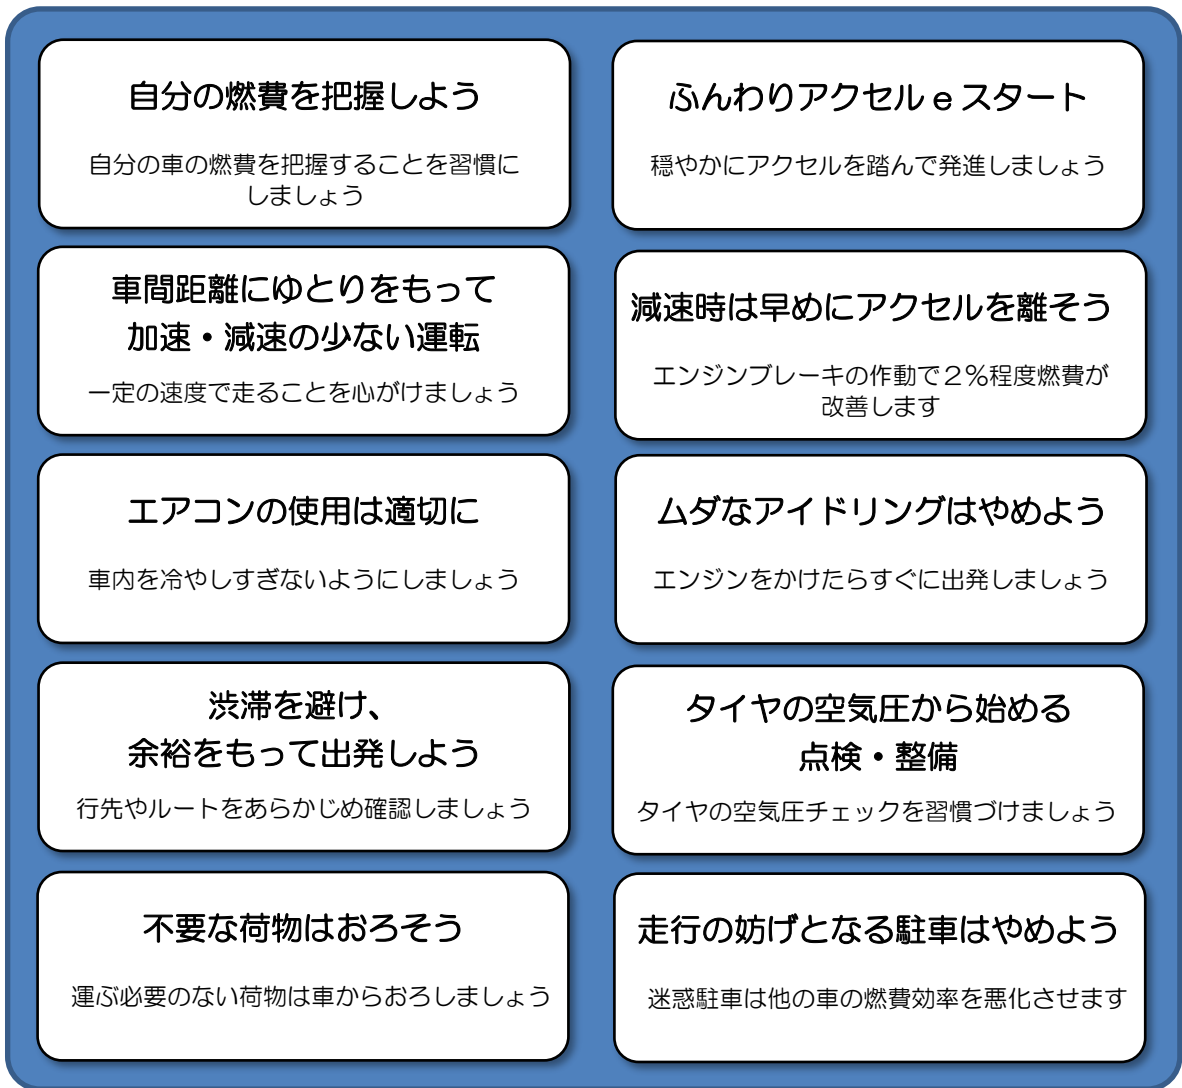 自分の燃費を把握しよう
自分の車の燃費を把握することを習慣に
しましょう
ふんわりアクセルeスタート
穏やかにアクセルを踏んで発進しましょう
車間距離にゆとりをもって
加速・減速の少ない運転
一定の速度で走ることを心がけましょう
減速時は早めにアクセルを離そう
エンジンブレーキの作動で２％程度燃費が
改善します
エアコンの使用は適切に
車内を冷やしすぎないようにしましょう
ムダなアイドリングはやめよう
エンジンをかけたらすぐに出発しましょう
渋滞を避け、
余裕をもって出発しよう
行先やルートをあらかじめ確認しましょう
タイヤの空気圧から始める
点検・整備
タイヤの空気圧チェックを習慣づけましょう
不要な荷物はおろそう
運ぶ必要のない荷物は車からおろしましょう
走行の妨げとなる駐車はやめよう
迷惑駐車は他の車の燃費効率を悪化させます